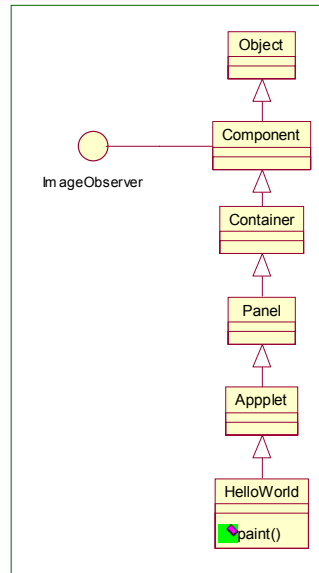 Object
Component
ImageObserver
Container
Panel
Appplet
HelloWorld
paint()